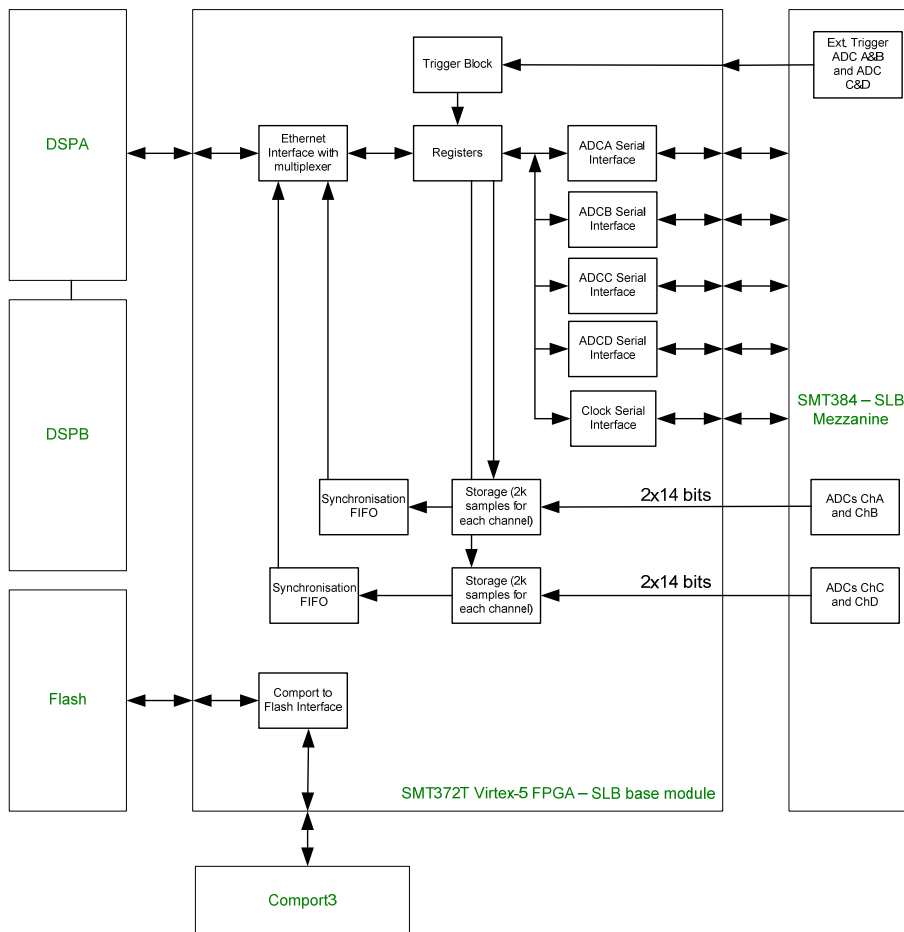 Ext. Trigger
ADC A&B
and ADC
C&D
Trigger Block
DSPA
Ethernet
Interface with
multiplexer
Registers
ADCA Serial
Interface
ADCB Serial
Interface
ADCC Serial
Interface
ADCD Serial
Interface
Clock Serial
Interface
SMT384 – SLB
Mezzanine
DSPB
Synchronisation
FIFO
Storage (2k
samples for
each channel)
2x14 bits
ADCs ChA
and ChB
Synchronisation
FIFO
Storage (2k
samples for
each channel)
2x14 bits
ADCs ChC
and ChD
Flash
Comport to
Flash Interface
SMT372T Virtex-5 FPGA – SLB base module
Comport3